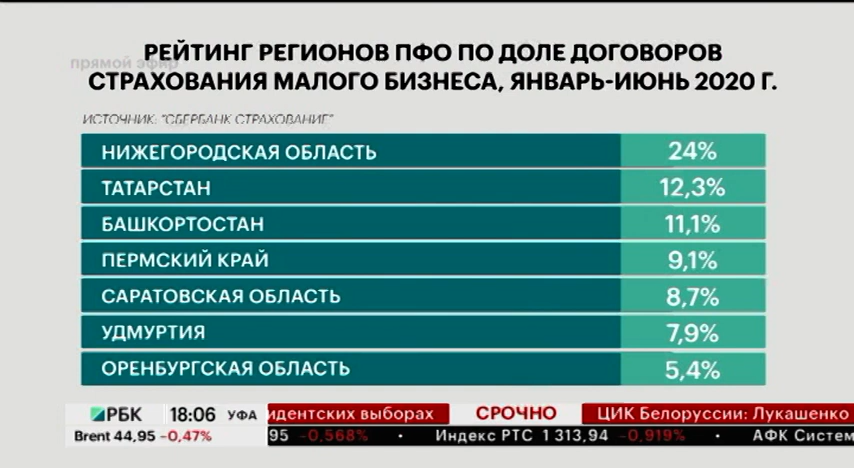 прямой эфир
РЕЙТИНГ РЕГИОНОВ ПФО ПО ДОЛЕ ДОГОВОРОВ
СТРАХОВАНИЯ МАЛОГО БИЗНЕСА, ЯНВАРЬ-ИЮНЬ 2020 Г.
ИСТОЧНИК: "СБЕРБАНК СТРАХОВАНИЕ"
НИЖЕГОРОДСКАЯ ОБЛАСТЬ 24%
ТАТАРСТАН 12,3%
БАШКОРТОСТАН 11,1%
ПЕРМСКИЙ КРАЙ 9,1%
САРАТОВСКАЯ ОБЛАСТЬ 8,7%
УДМУРТИЯ 7,9%
ОРЕНБУРГСКАЯ ОБЛАСТЬ 5,4%
РБК 18:06 УФА идентских выборах СРОЧНО ЦИК Белоруссии: Лукашенко
Brent 44,95 -0,47% 95 -0,568% • Индекс РТС 1 313,94 -0,919% • АФК Систем